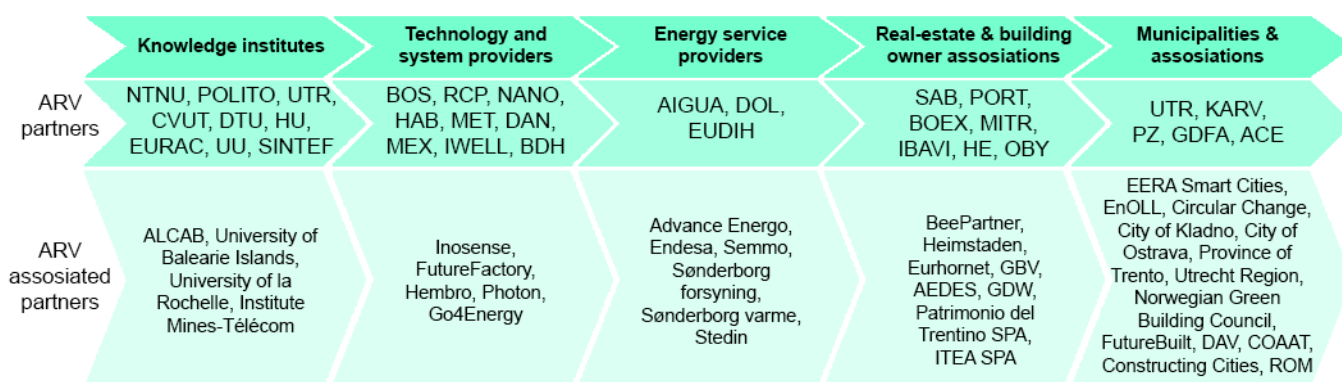 Knowledge institutes
Technology and
system providers
Energy service
providers
Real-estate & building
owner assosiations
Municipalities &
assosiations
ARV
partners
NTNU, POLITO, UTR,
CVUT, DTU, HU,
EURAC, UU, SINTEF
BOS, RCP, NANO,
HAB, MET, DAN,
MEX, IWELL, BDH
AIGUA, DOL,
EUDIH
SAB, PORT,
BOEX, MITR,
IBAVI, HE, OBY
UTR, KARV,
PZ, GDFA, ACE
ARV
assosiated
partners
ALCAB, University of
Balearie Islands,
University of la
Rochelle, Institute
Mines-Télécom
Inosense,
FutureFactory,
Hembro, Photon,
Go4Energy
Advance Energo,
Endesa, Semmo,
Sønderborg
forsyning,
Sønderborg varme,
Stedin
BeePartner,
Heimstaden,
Eurhornet, GBV,
AEDES, GDW,
Patrimonio del
Trentino SPA,
ITEA SPA
EERA Smart Cities,
EnOLL, Circular Change,
City of Kladno, City of
Ostrava, Province of
Trento, Utrecht Region,
Norwegian Green
Building Council,
FutureBuilt, DAV, COAAT,
Constructing Cities, ROM